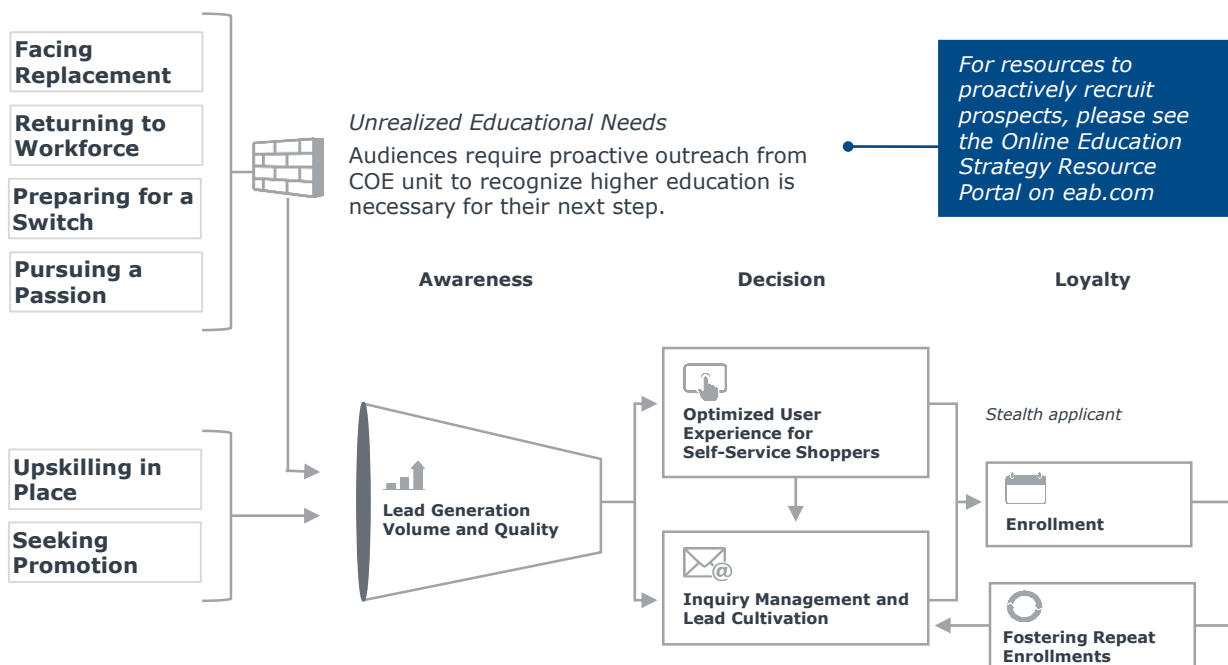 Facing
Replacement
Returning to
Workforce
Preparing for a
Switch
Pursuing a
Passion
Unrealized Educational Needs
Audiences require proactive outreach from
COE unit to recognize higher education is
necessary for their next step.
For resources to
proactively recruit
prospects, please see
the Online Education
Strategy Resource
Portal on eab.com
Awareness
Decision
Loyalty
Upskilling in
Place
Seeking
Promotion
Lead Generation
Volume and Quality
Optimized User
Experience for
Self-Service Shoppers
@
Inquiry Management and
Lead Cultivation
Stealth applicant
Enrollment
Fostering Repeat
Enrollments